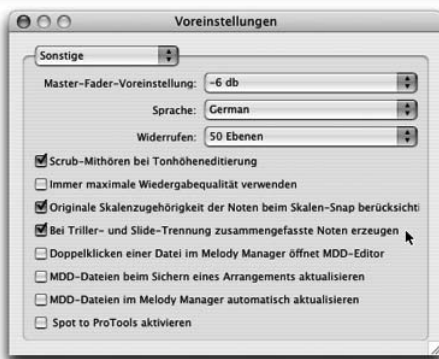 Voreinstellungen
Sonstige
Master-Fader-Voreinstellung: -6 db
Sprache: German
Widerrufen: 50 Ebenen
Scrub-Mithören bei Tonhöheneditierung
Immer maximale Wiedergabequalität verwenden
Originale Skalenzugehörigkeit der Noten beim Skalen-Snap berücksichti
Bei Triller- und Slide-Trennung zusammengefasste Noten erzeugen
Doppelklicken einer Datei im Melody Manager öffnet MDD-Editor
MDD-Dateien beim Sichern eines Arrangements aktualisieren
MDD-Dateien im Melody Manager automatisch aktualisieren
Spot to ProTools aktivieren